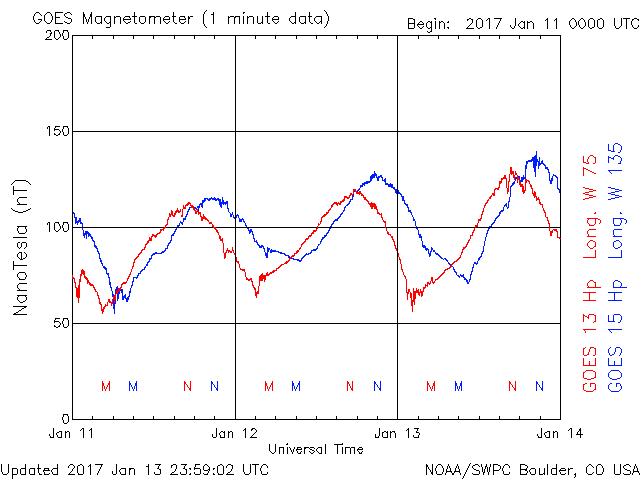 GOES Magnetometer (1 minute data)
Begin: 2017 Jan 11 0000 UTC
200
150
100
50
0
NanoTesla (nT)
M M N N M M N N M M N N
Jan 11 Jan 12 Jan 13 Jan 14
Universal Time
GOES 13 Hp Long. W 75
GOES 15 Hp Long. W 135
Updated 2017 Jan 13 23:59:02 UTC
NOAA/SWPC Boulder, CO USA